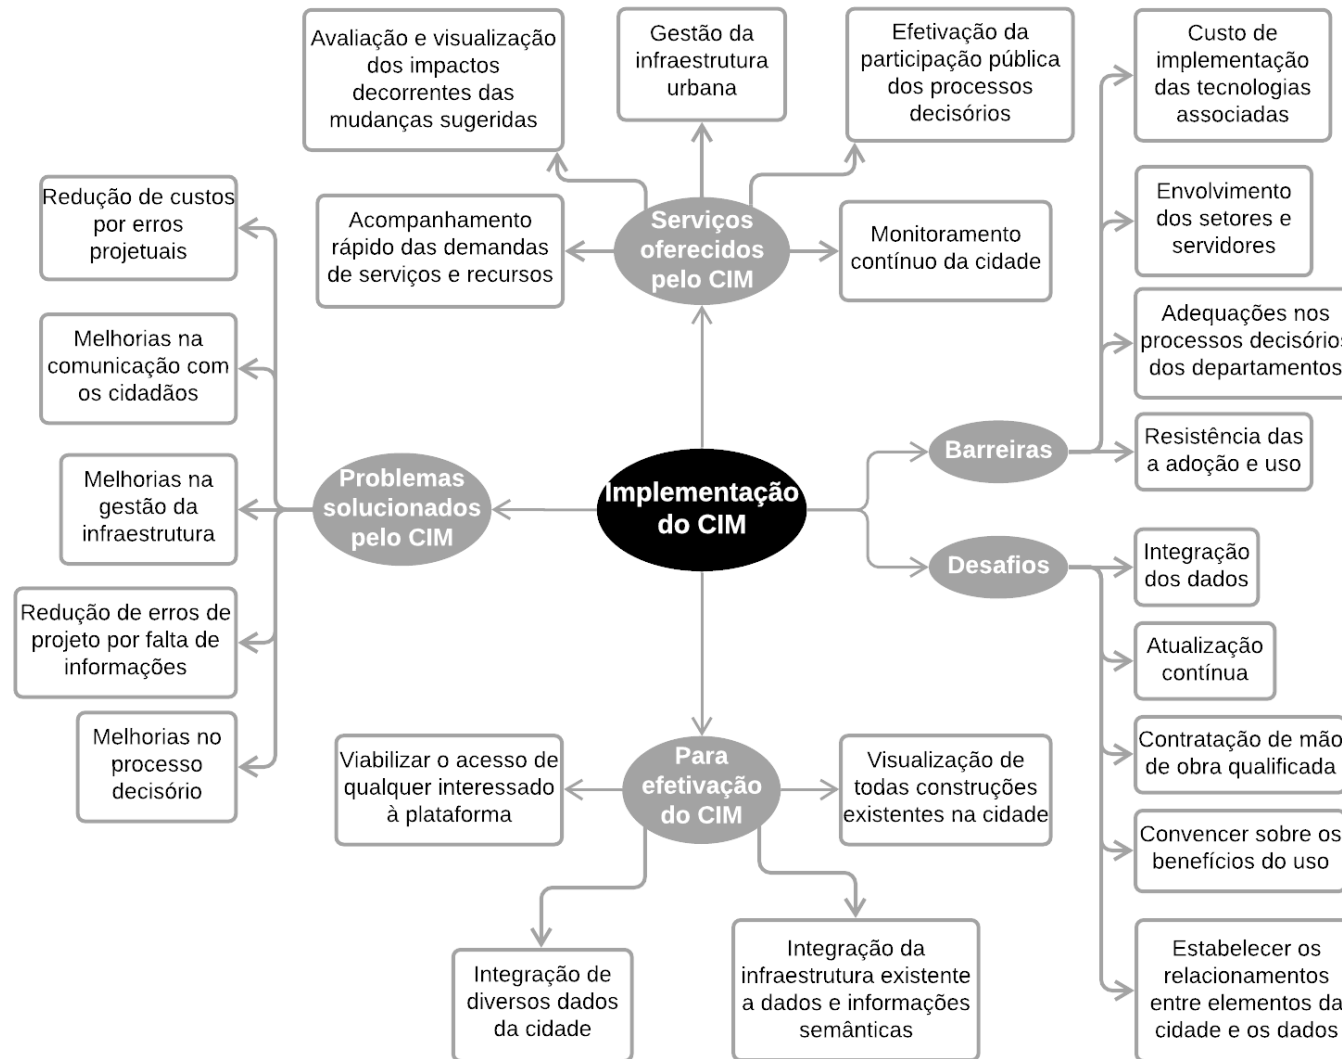 Avaliação e visualização
dos impactos
decorrentes das
mudanças sugeridas
Gestão da
infraestrutura
urbana
Efetivação da
participação pública
dos processos
decisórios
Custo de
implementação
das tecnologias
associadas
Redução de custos
por erros
projetuais
Acompanhamento
rápido das demandas
de serviços e recursos
Serviços
oferecidos
pelo CIM
Monitoramento
contínuo da cidade
Envolvimento
dos setores e
servidores
Melhorias na
comunicação com
os cidadãos
Adequações nos
processos decisórios
dos departamentos
Melhorias na
gestão da
infraestrutura
Problemas
solucionados
pelo CIM
Implementação
do CIM
Barreiras
Resistência das
a adoção e uso
Desafios
Integração
dos dados
Redução de erros de
projeto por falta de
informações
Atualização
contínua
Melhorias no
processo
decisório
Viabilizar o acesso de
qualquer interessado
à plataforma
Para
efetivação
do CIM
Visualização de
todas construções
existentes na cidade
Contratação de mão
de obra qualificada
Convencer sobre os
benefícios do uso
Integração de
diversos dados
da cidade
Integração da
infraestrutura existente
a dados e informações
semânticas
Estabelecer os
relacionamentos
entre elementos da
cidade e os dados